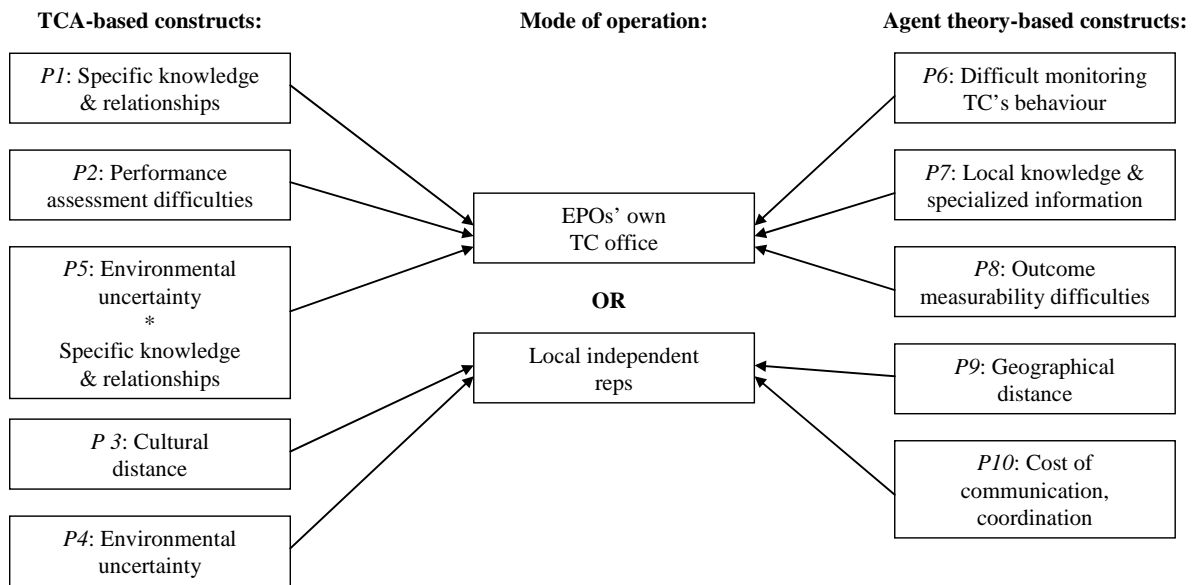 TCA-based constructs:
Mode of operation:
Agent theory-based constructs:
P1: Specific knowledge
& relationships
P2: Performance
assessment difficulties
P5: Environmental
uncertainty
*
Specific knowledge
& relationships
P 3: Cultural
distance
P4: Environmental
uncertainty
EPOs’ own
TC office
OR
Local independent
reps
P6: Difficult monitoring
TC’s behaviour
P7: Local knowledge &
specialized information
P8: Outcome
measurability difficulties
P9: Geographical
distance
P10: Cost of
communication,
coordination